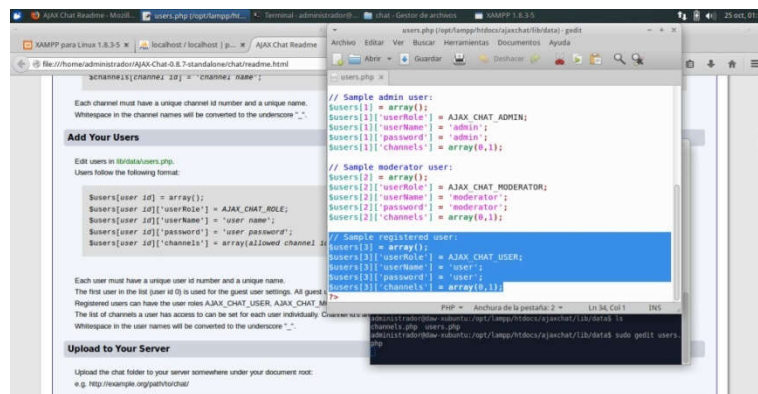 AJAX Chat Readme - Mozill...
users.php (/opt/lampp/ht...
Terminal - administrador@...
chat - Gestor de archivos
XAMPP 1.8.3-5
25 oct, 01:
XAMPP para Linux 1.8.3-5
localhost / localhost | p...
AJAX Chat Readme
file:///home/administrador/AJAX-Chat-0.8.7-standalone/chat/readme.html
$channels[channel id] = 'channel name';
Each channel must have a unique channel id number and a unique name.
Whitespace in the channel names will be converted to the underscore "_".
Add Your Users
Edit users in lib/data/users.php.
Users follow the following format:
$users[user id] = array();
$users[user id]['userRole'] = AJAX_CHAT_ROLE;
$users[user id]['userName'] = 'user name';
$users[user id]['password'] = 'user password';
$users[user id]['channels'] = array(allowed channel i
Each user must have a unique user id number and a unique name.
The first user in the list (user id 0) is used for the guest user settings. All guest
Registered users can have the user roles AJAX_CHAT_USER, AJAX_CHAT_M
The list of channels a user has access to can be set for each user individually.
Whitespace in the user names will be converted to the underscore "_".
Upload to Your Server
Upload the chat folder to your server somewhere under your document root:
e.g. http://example.org/path/to/chat/
users.php (/opt/lampp/htdocs/ajaxchat/lib/data) - gedit
Archivo Editar Ver Buscar Herramientas Documentos Ayuda
Abrir
Guardar
Deshacer
users.php
// Sample admin user:
$users[1] = array();
$users[1]['userRole'] = AJAX_CHAT_ADMIN;
$users[1]['userName'] = 'admin';
$users[1]['password'] = 'admin';
$users[1]['channels'] = array(0,1);
// Sample moderator user:
$users[2] = array();
$users[2]['userRole'] = AJAX_CHAT_MODERATOR;
$users[2]['userName'] = 'moderator';
$users[2]['password'] = 'moderator';
$users[2]['channels'] = array(0,1);
// Sample registered user:
$users[3] = array();
$users[3]['userRole'] = AJAX_CHAT_USER;
$users[3]['userName'] = 'user';
$users[3]['password'] = 'user';
$users[3]['channels'] = array(0,1);
?>
PHP
Anchura de la pestaña: 2
Ln 34, Col 1
INS
administrador@daw-xubuntu:/opt/lampp/htdocs/ajaxchat/lib/data$ ls
channels.php users.php
administrador@daw-xubuntu:/opt/lampp/htdocs/ajaxchat/lib/data$ sudo gedit users.
php